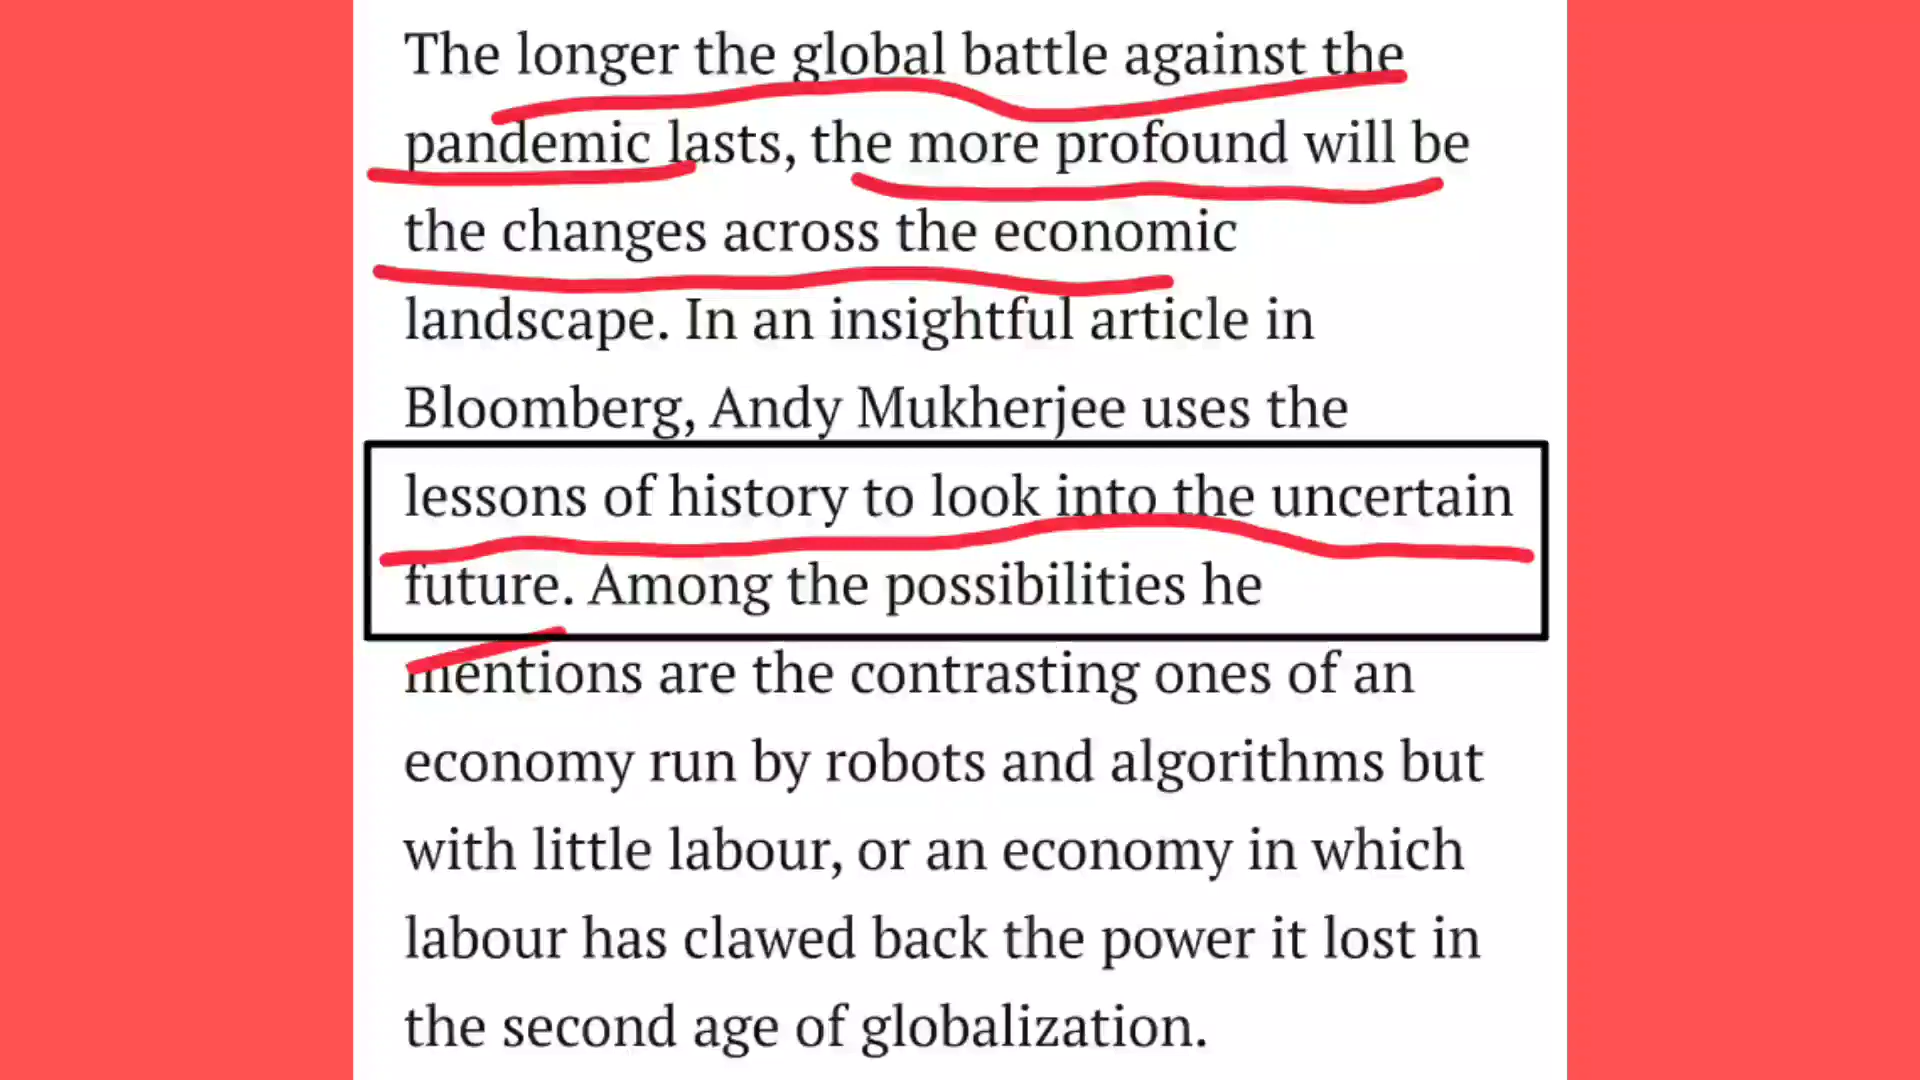 The longer the global battle against the
pandemic lasts, the more profound will be
the changes across the economic
landscape. In an insightful article in
Bloomberg, Andy Mukherjee uses the
lessons of history to look into the uncertain
future. Among the possibilities he
mentions are the contrasting ones of an
economy run by robots and algorithms but
with little labour, or an economy in which
labour has clawed back the power it lost in
the second age of globalization.